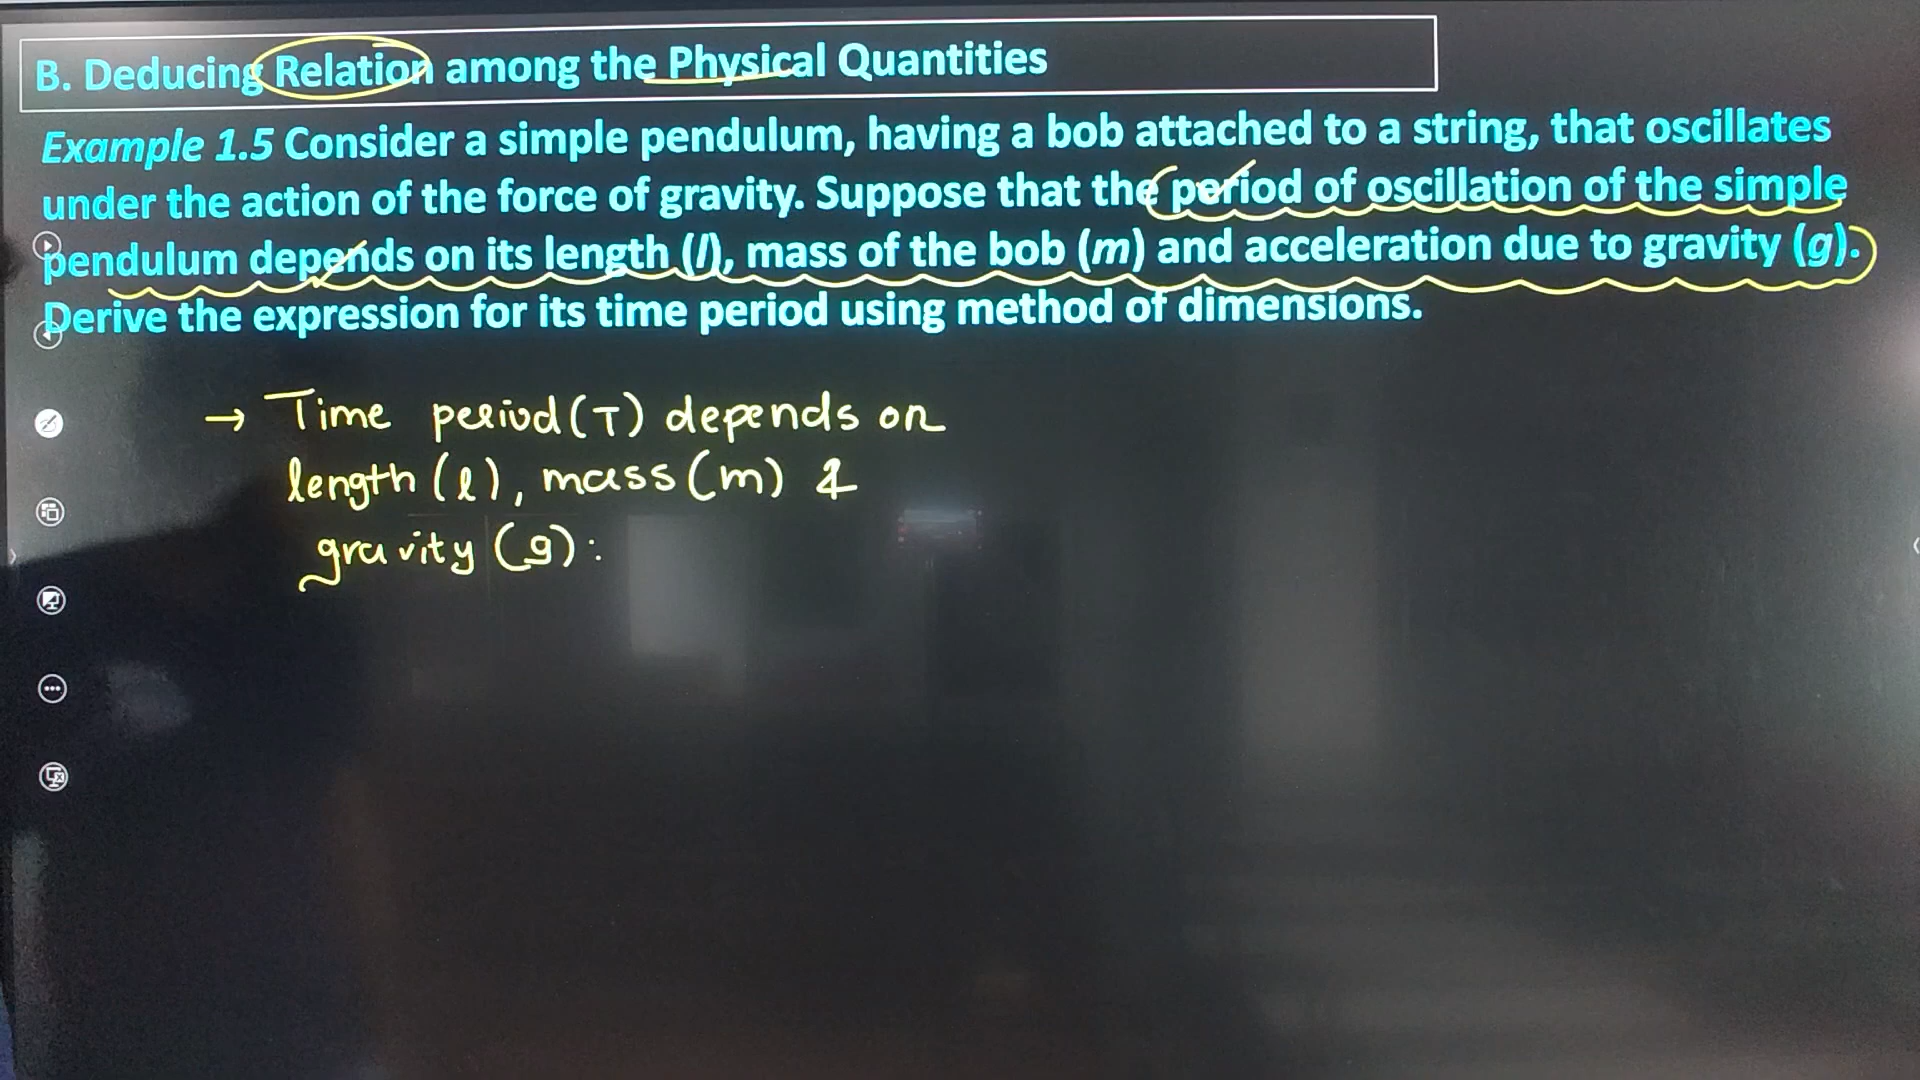 B. Deducing Relation among the Physical Quantities
Example 1.5 Consider a simple pendulum, having a bob attached to a string, that oscillates
under the action of the force of gravity. Suppose that the period of oscillation of the simple
pendulum depends on its length (l), mass of the bob (m) and acceleration due to gravity (g).
Derive the expression for its time period using method of dimensions.
→ Time period (T) depends on
length (l), mass (m) &
gravity (g):